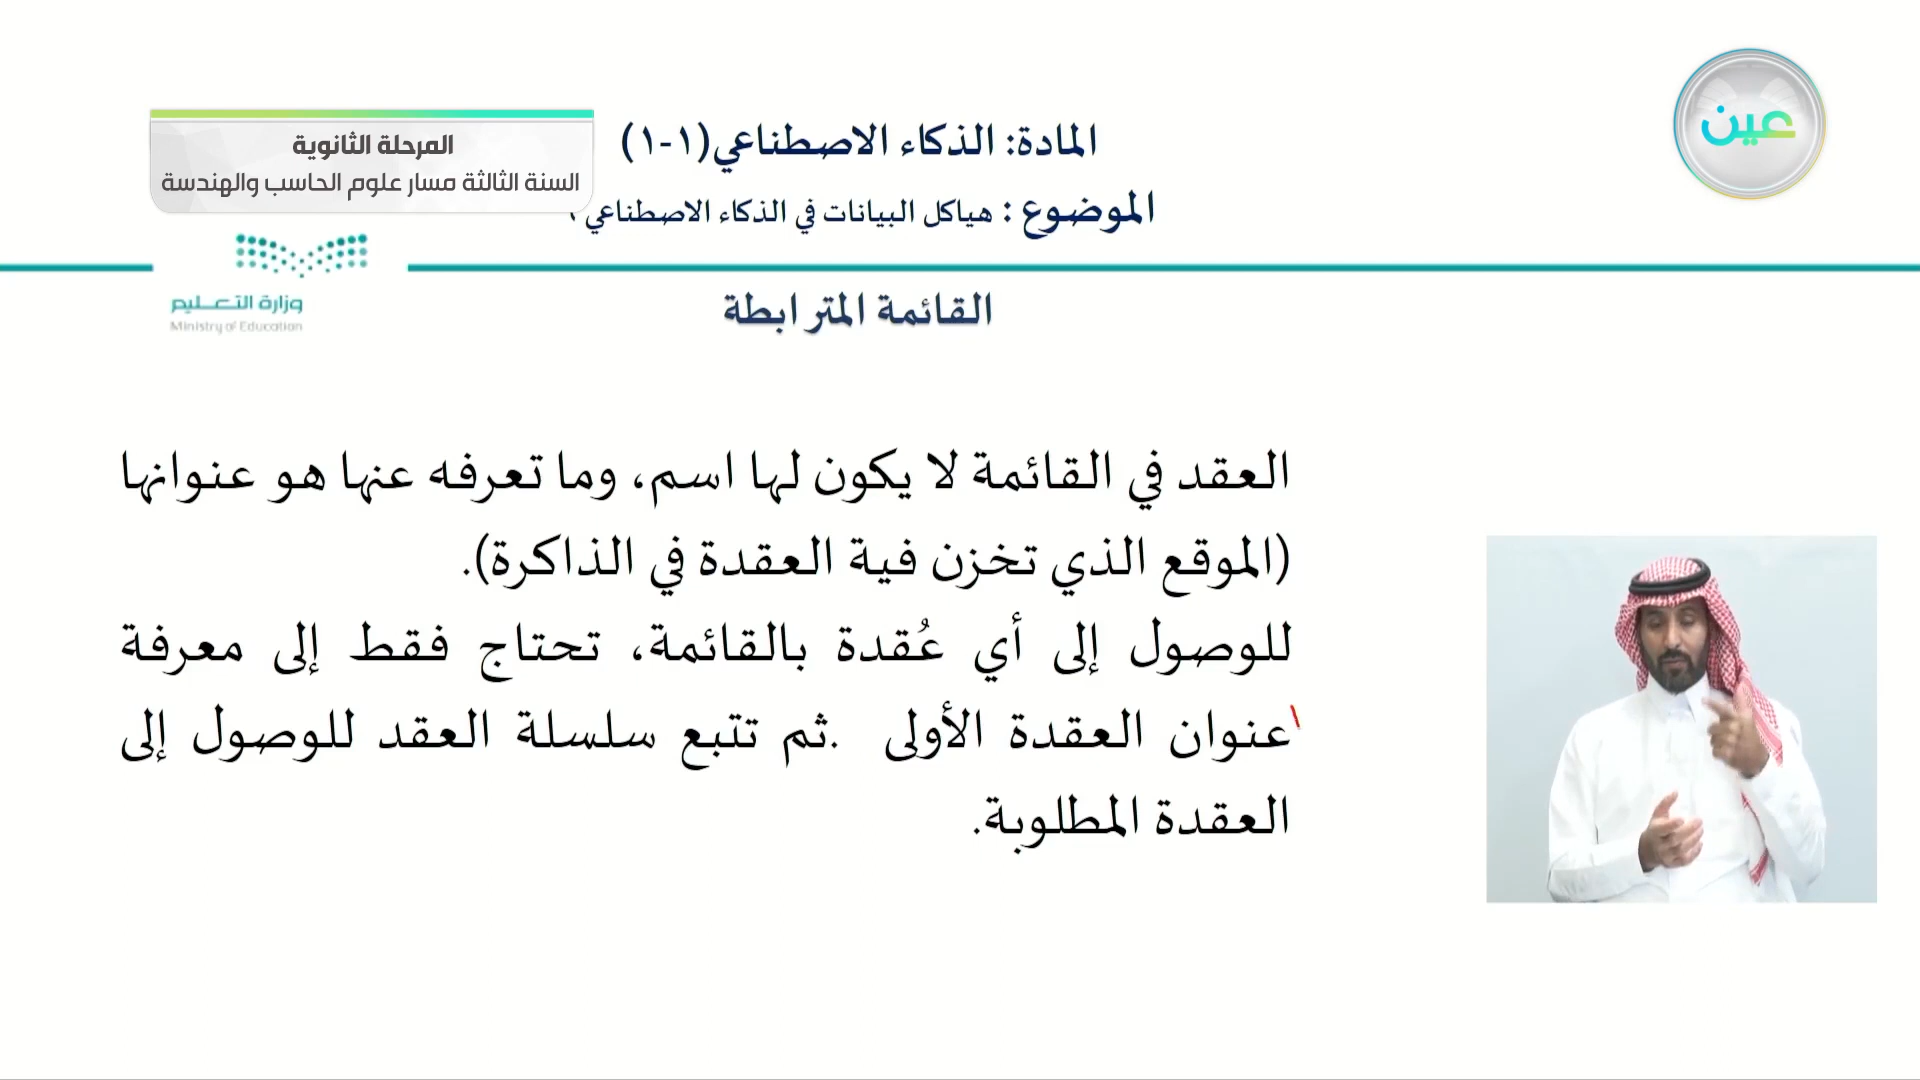 عين
المرحلة الثانوية
السنة الثالثة مسار علوم الحاسب والهندسة
المادة: الذكاء الاصطناعي(١-١)
الموضوع : هياكل البيانات في الذكاء الاصطناعي
وزارة التعليم
Ministry of Education
القائمة المترابطة
العقد في القائمة لا يكون لها اسم، وما تعرفه عنها هو عنوانها
(الموقع الذي تخزن فية العقدة في الذاكرة).
للوصول إلى أي عُقدة بالقائمة، تحتاج فقط إلى معرفة
عنوان العقدة الأولى .ثم تتبع سلسلة العقد للوصول إلى
العقدة المطلوبة.